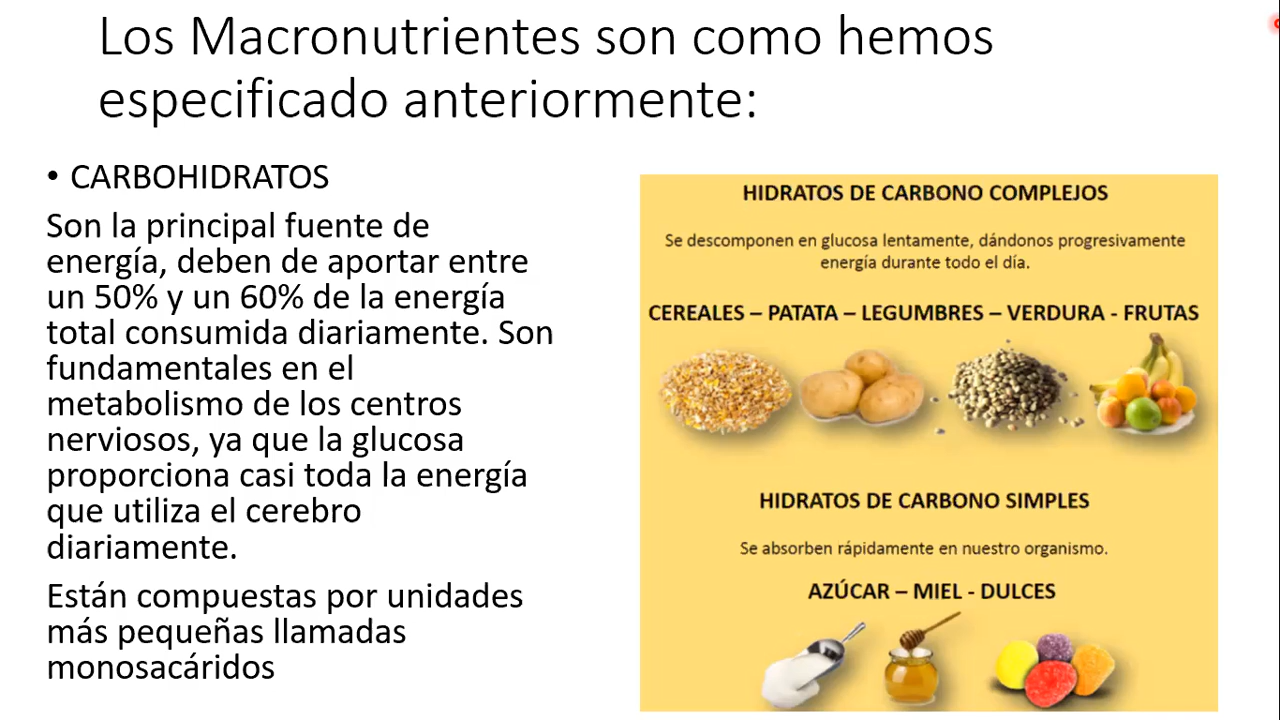 Los Macronutrientes son como hemos
especificado anteriormente:
• CARBOHIDRATOS
Son la principal fuente de
energía, deben de aportar entre
un 50% y un 60% de la energía
total consumida diariamente. Son
fundamentales en el
metabolismo de los centros
nerviosos, ya que la glucosa
proporciona casi toda la energía
que utiliza el cerebro
diariamente.
Están compuestas por unidades
más pequeñas llamadas
monosacáridos
HIDRATOS DE CARBONO COMPLEJOS
Se descomponen en glucosa lentamente, dándonos progresivamente
energía durante todo el día.
CEREALES – PATATA – LEGUMBRES – VERDURA - FRUTAS
HIDRATOS DE CARBONO SIMPLES
Se absorben rápidamente en nuestro organismo.
AZÚCAR – MIEL - DULCES